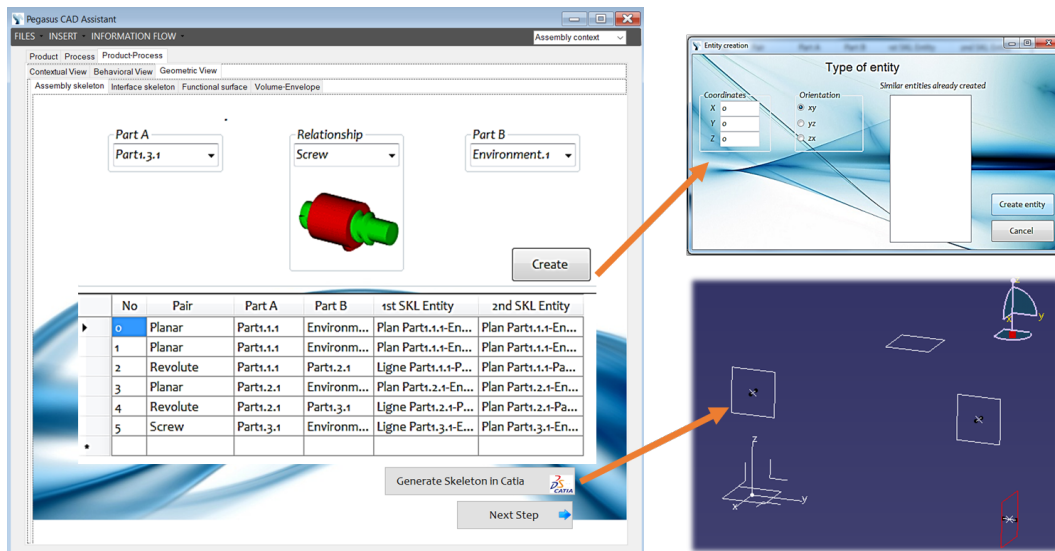 Pegasus CAD Assistant
FILES INSERT INFORMATION FLOW
Assembly context
Product Process Product-Process
Contextual View Behavioral View Geometric View
Assembly skeleton Interface skeleton Functional surface Volume-Envelope
Part A Relationship Part B
Part1.3.1 Screw Environment.1
Create
No Pair Part A Part B 1st SKL Entity 2nd SKL Entity
0 Planar Part1.1.1 Environm... Plan Part1.1.1-En... Plan Part1.1.1-En...
1 Planar Part1.1.1 Environm... Plan Part1.1.1-En... Plan Part1.1.1-En...
2 Revolute Part1.1.1 Part1.2.1 Ligne Part1.1.1-P... Plan Part1.1.1-Pa...
3 Planar Part1.2.1 Environm... Plan Part1.2.1-En... Plan Part1.2.1-En...
4 Revolute Part1.2.1 Part1.3.1 Ligne Part1.2.1-P... Plan Part1.2.1-Pa...
5 Screw Part1.3.1 Environm... Ligne Part1.3.1-E... Plan Part1.3.1-En...
*
Generate Skeleton in Catia
CATIA
Next Step
Entity creation
Type of entity
Coordinates Orientation Similar entities already created
X 0 xy
Y 0 yz
Z 0 zx
Create entity
Cancel
y
z
y
x